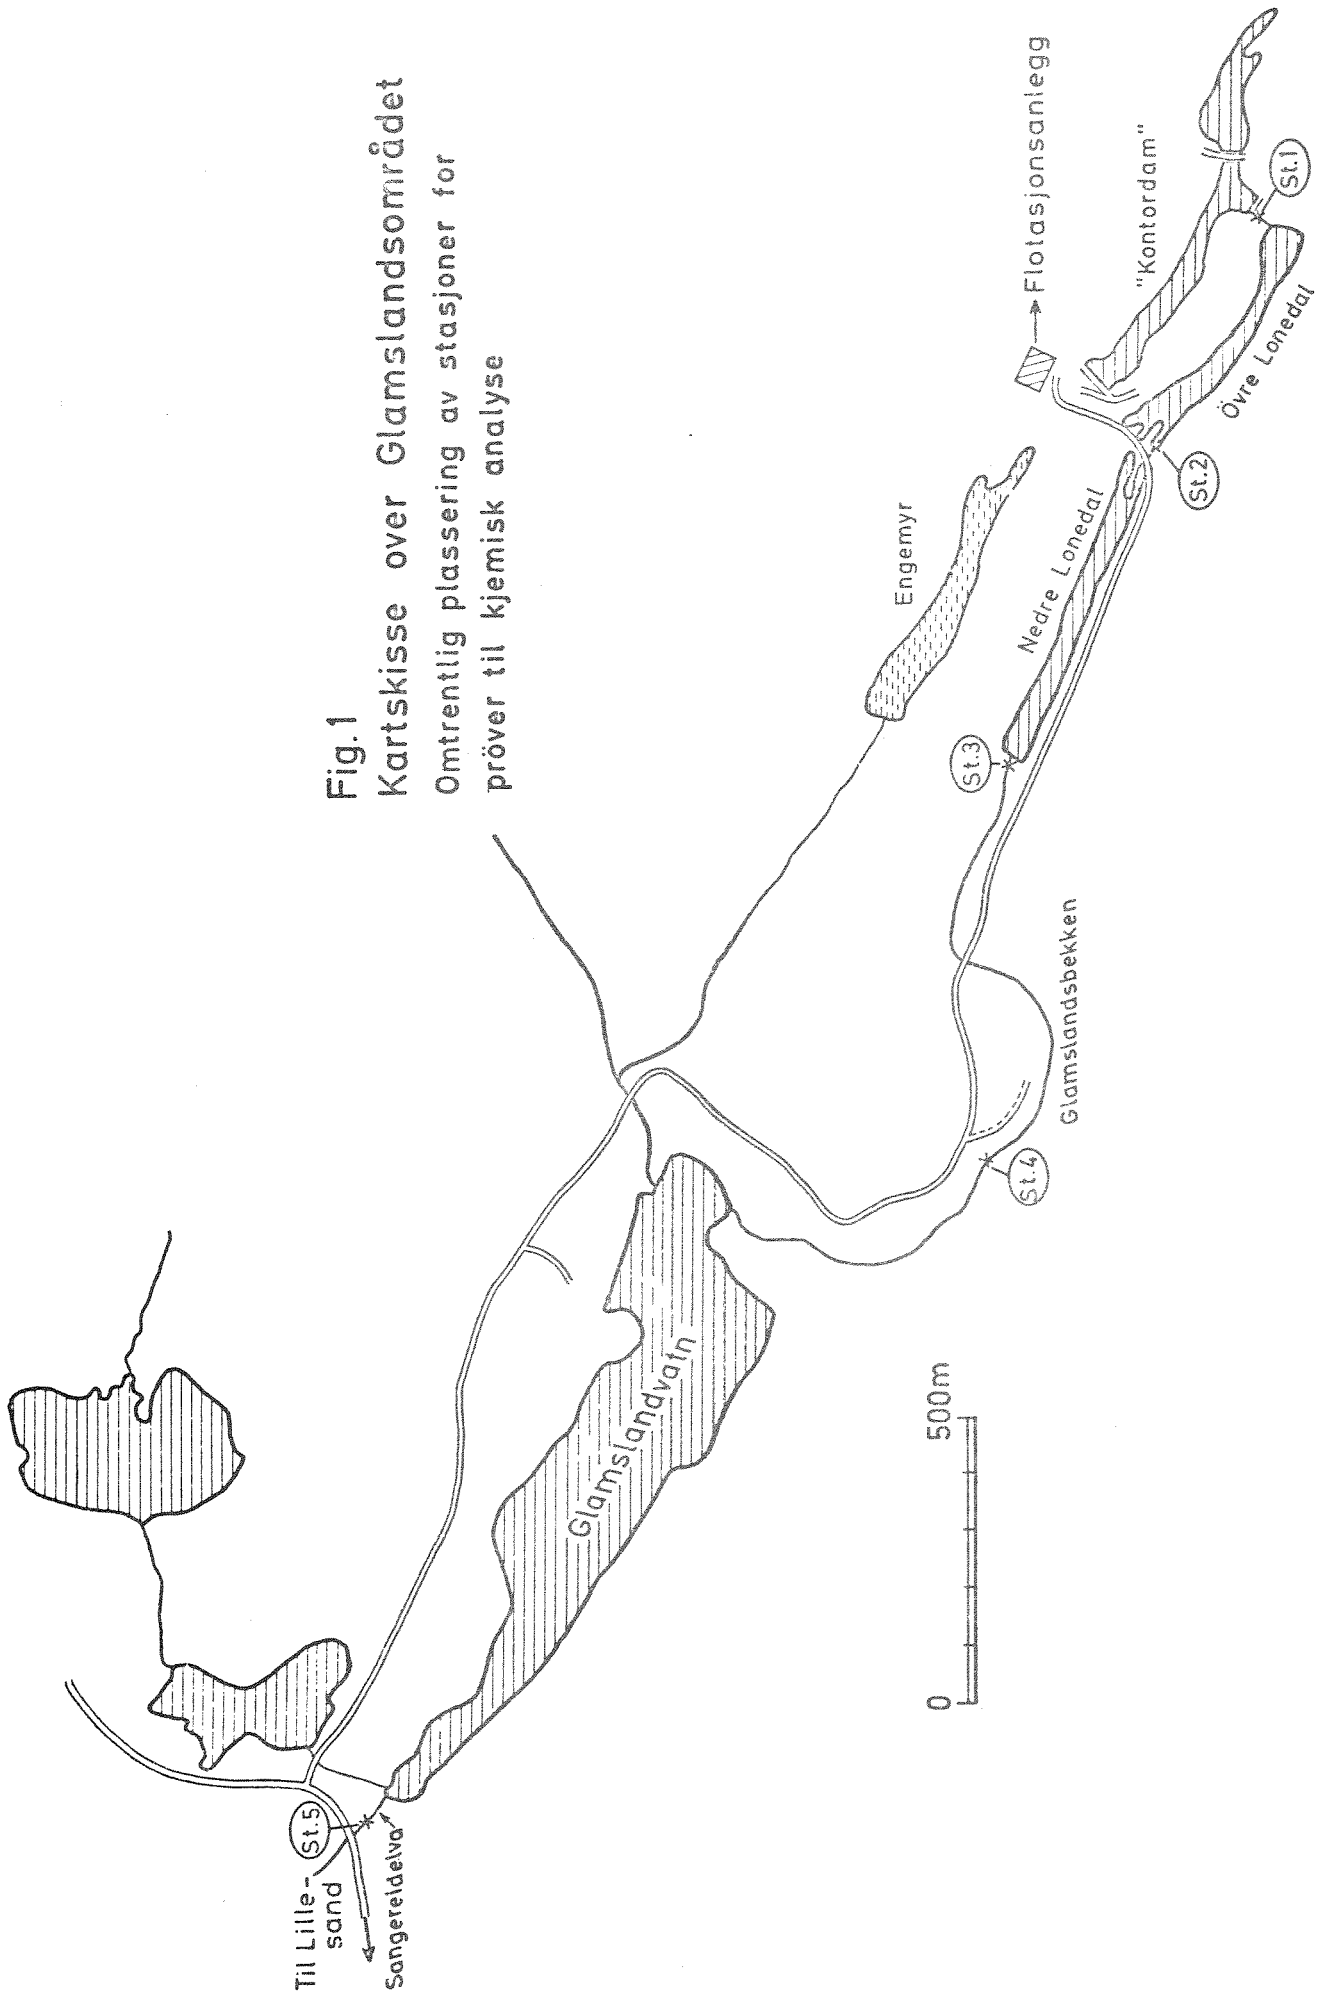 Fig.1
Kartskisse over Glamslandsområdet
Omtrentlig plassering av stasjoner for
pröver til kjemisk analyse
Til Lille-
sand
St.5
Sangereidelva
Glamslandvatn
0 500m
St.4
Glamslandsbekken
St.3
Engemyr
Nedre Lonedal
St.2
Flotasjonsanlegg
"Kontordam"
Övre Lonedal
St.1